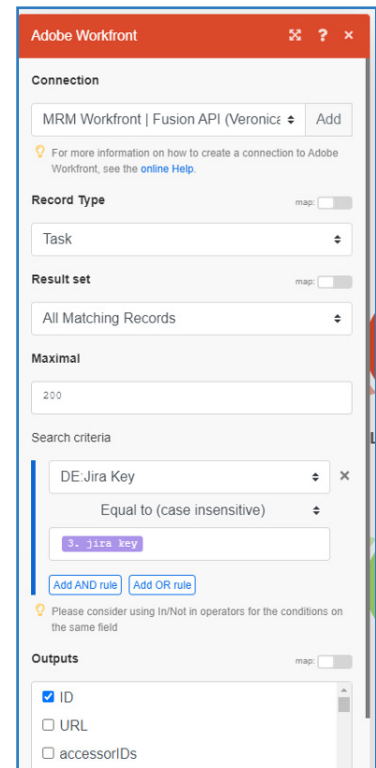 Adobe Workfront ? ×
Connection
MRM Workfront | Fusion API (Veronica Add
For more information on how to create a connection to Adobe
Workfront, see the online Help.
Record Type map:
Task
Result set map:
All Matching Records
Maximal
200
Search criteria
DE:Jira Key ×
Equal to (case insensitive)
3. jira key
Add AND rule Add OR rule
Please consider using In/Not in operators for the conditions on
the same field
Outputs map:
ID
URL
accessorIDs